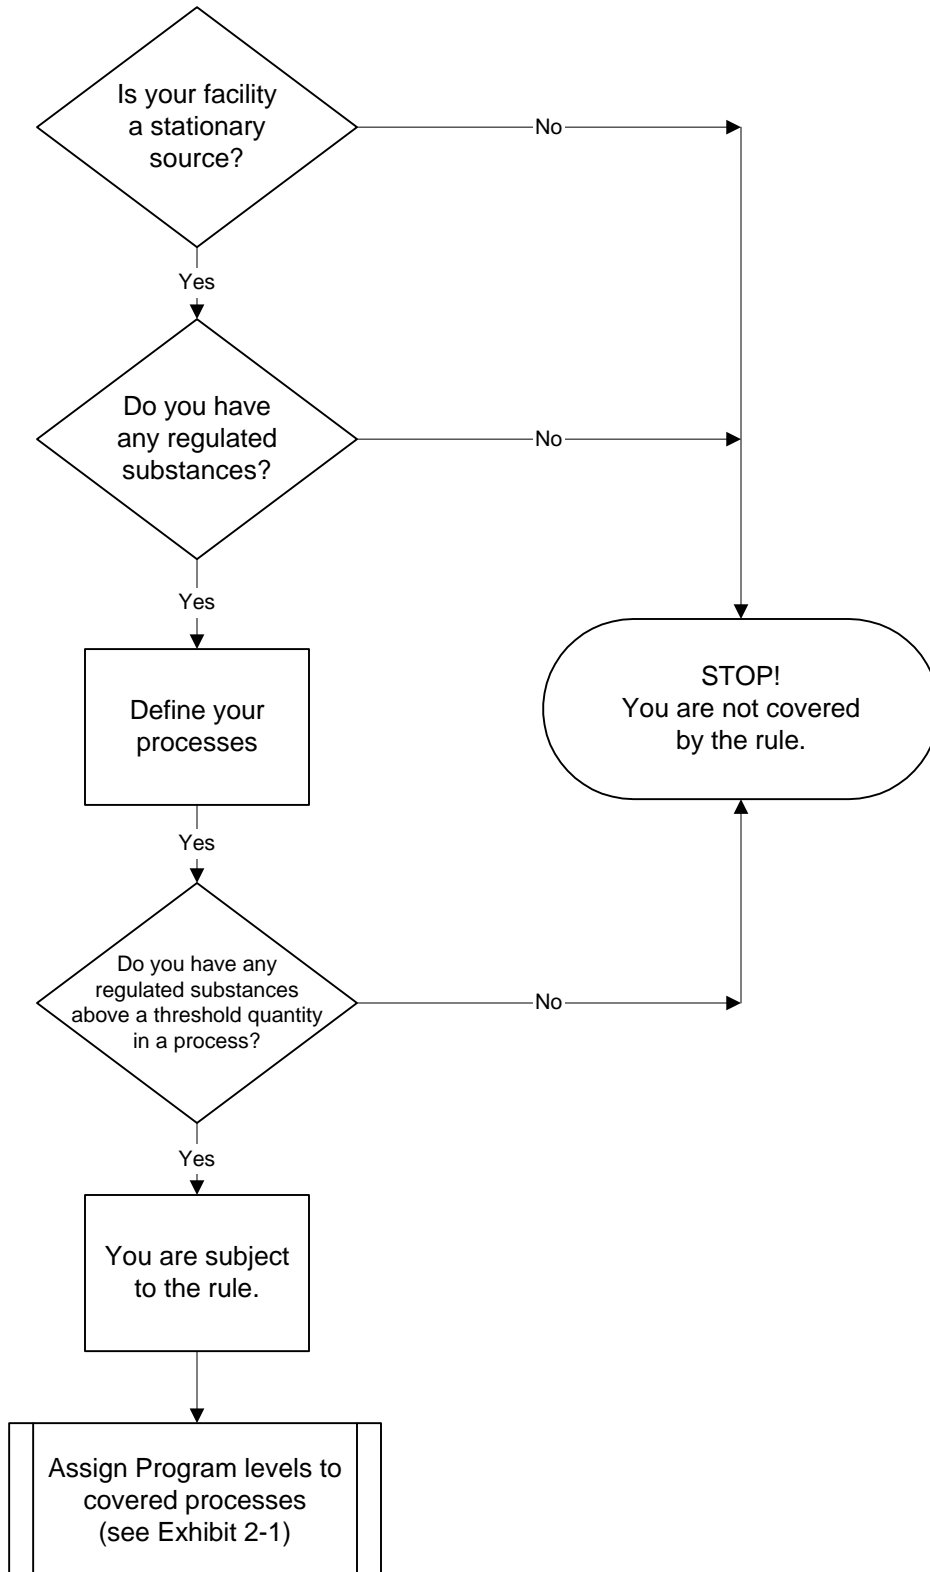 Is your facility
a stationary
source?
No
Yes
Do you have
any regulated
substances?
No
Yes
Define your
processes
STOP!
You are not covered
by the rule.
Yes
Do you have any
regulated substances
above a threshold quantity
in a process?
No
Yes
You are subject
to the rule.
Assign Program levels to
covered processes
(see Exhibit 2-1)